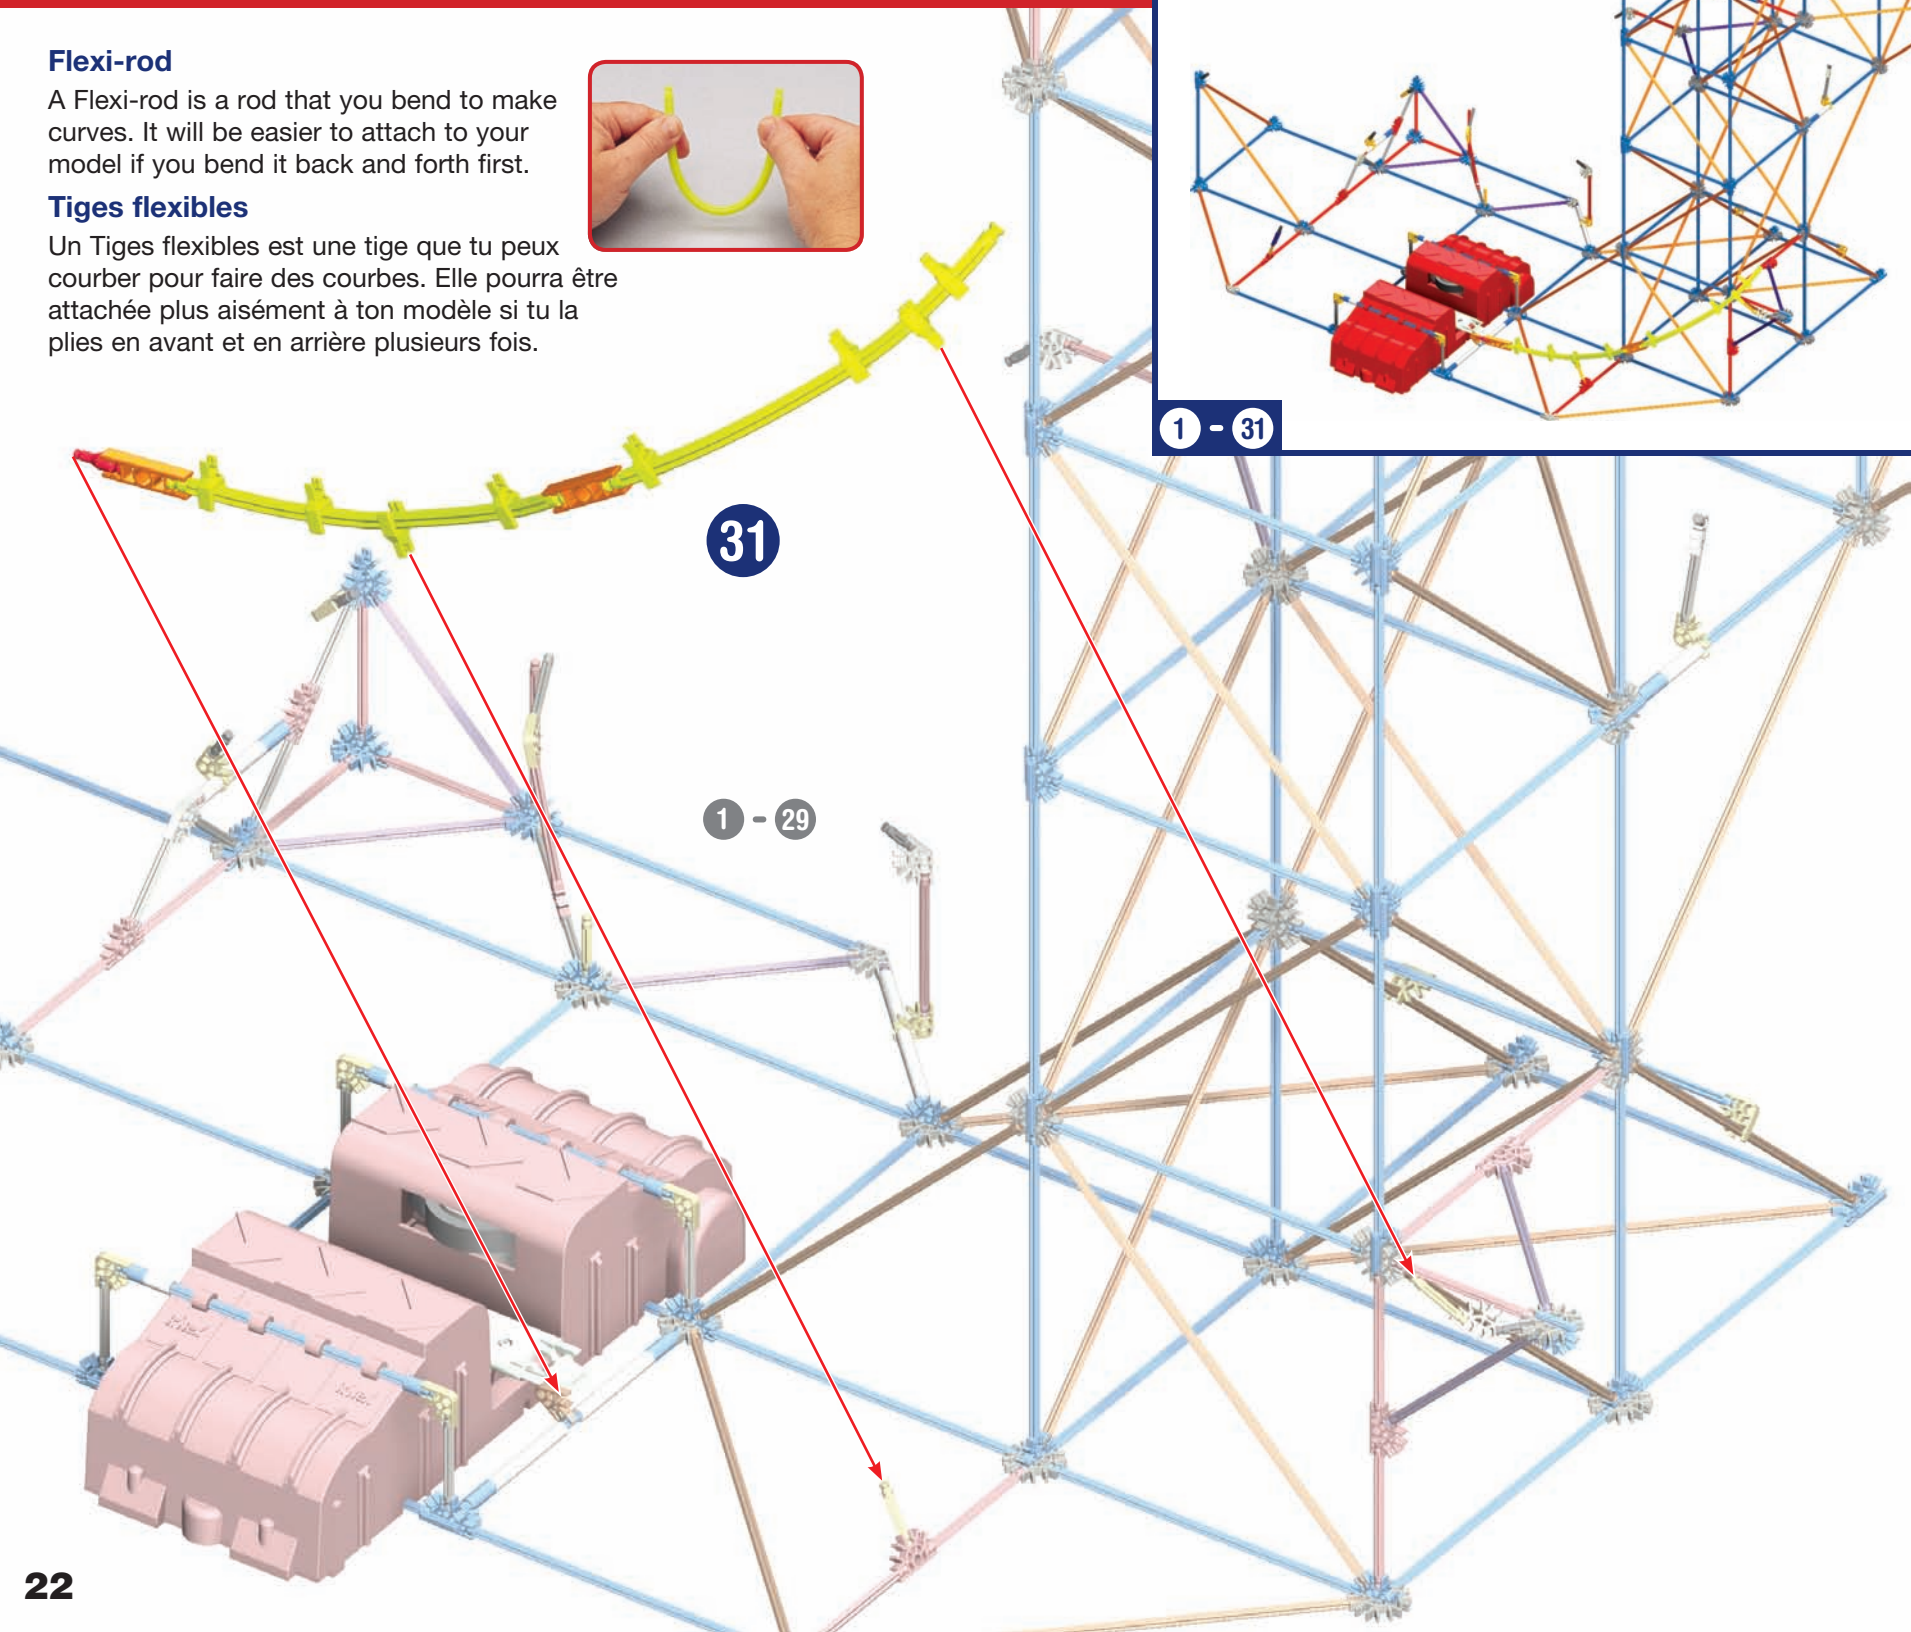 Flexi-rod
A Flexi-rod is a rod that you bend to make
curves. It will be easier to attach to your
model if you bend it back and forth first.
Tiges flexibles
Un Tiges flexibles est une tige que tu peux
courber pour faire des courbes. Elle pourra être
attachée plus aisément à ton modèle si tu la
plies en avant et en arrière plusieurs fois.
1 - 31
31
1 - 29
22